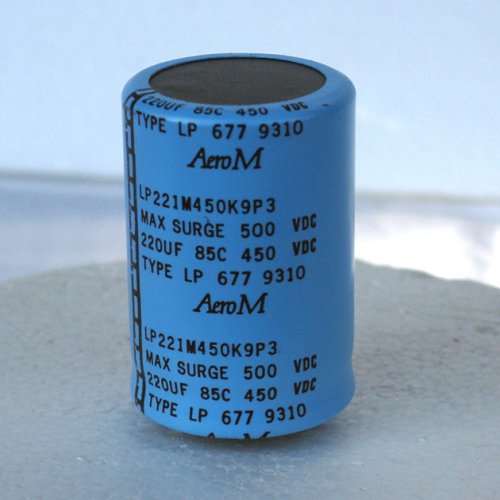 220UF 85C 450 VDC
TYPE LP 677 9310
AeroM
LP221M450K9P3
MAX SURGE 500 VDC
220UF 85C 450 VDC
TYPE LP 677 9310
AeroM
LP221M450K9P3
MAX SURGE 500 VDC
220UF 85C 450 VDC
TYPE LP 677 9310
AeroM